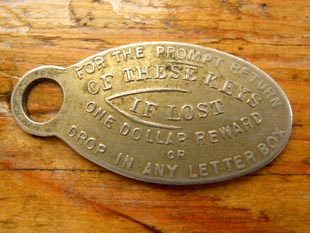 FOR THE PROMPT RETURN
OF THESE KEYS
IF LOST
ONE DOLLAR REWARD
OR
DROP IN ANY LETTER BOX